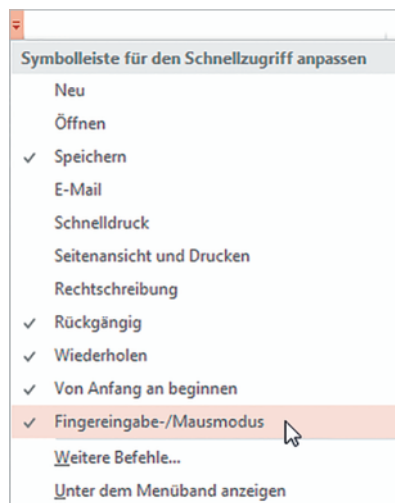 Symbolleiste für den Schnellzugriff anpassen
Neu
Öffnen
Speichern
E-Mail
Schnelldruck
Seitenansicht und Drucken
Rechtschreibung
Rückgängig
Wiederholen
Von Anfang an beginnen
Fingereingabe-/Mausmodus
Weitere Befehle...
Unter dem Menüband anzeigen